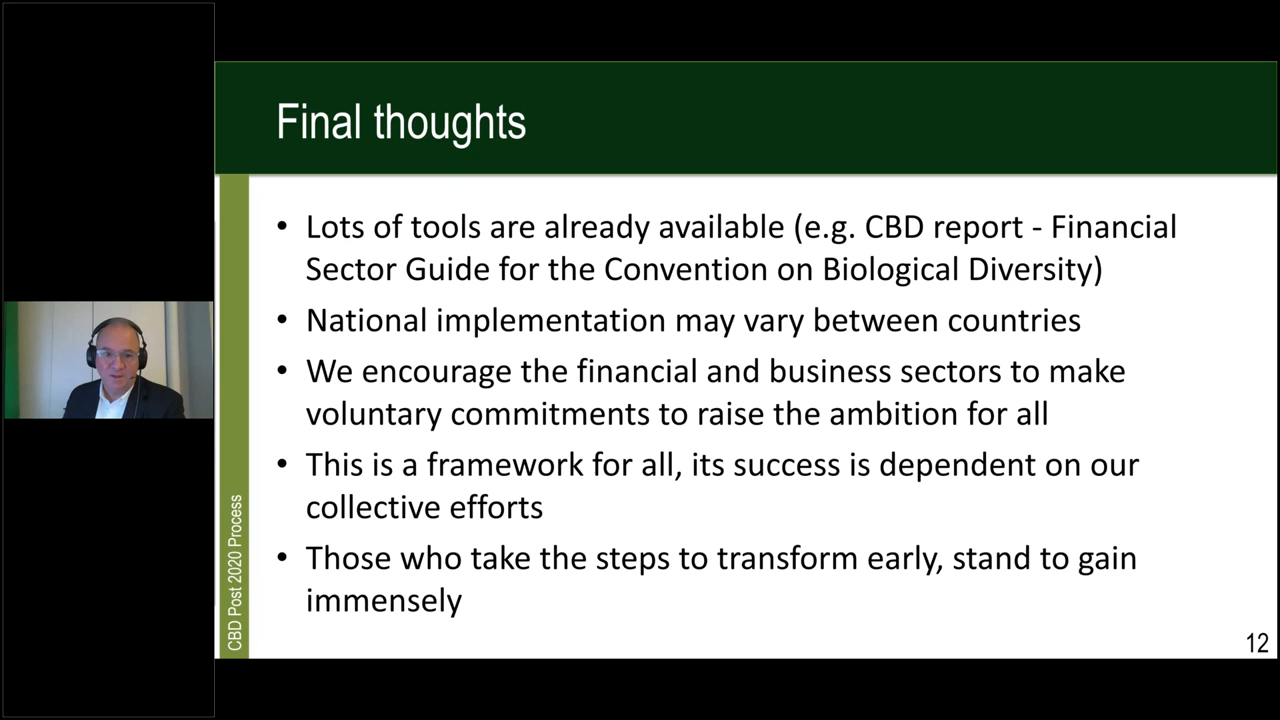 Final thoughts
• Lots of tools are already available (e.g. CBD report - Financial
Sector Guide for the Convention on Biological Diversity)
• National implementation may vary between countries
• We encourage the financial and business sectors to make
voluntary commitments to raise the ambition for all
• This is a framework for all, its success is dependent on our
collective efforts
• Those who take the steps to transform early, stand to gain
immensely
CBD Post 2020 Process
12